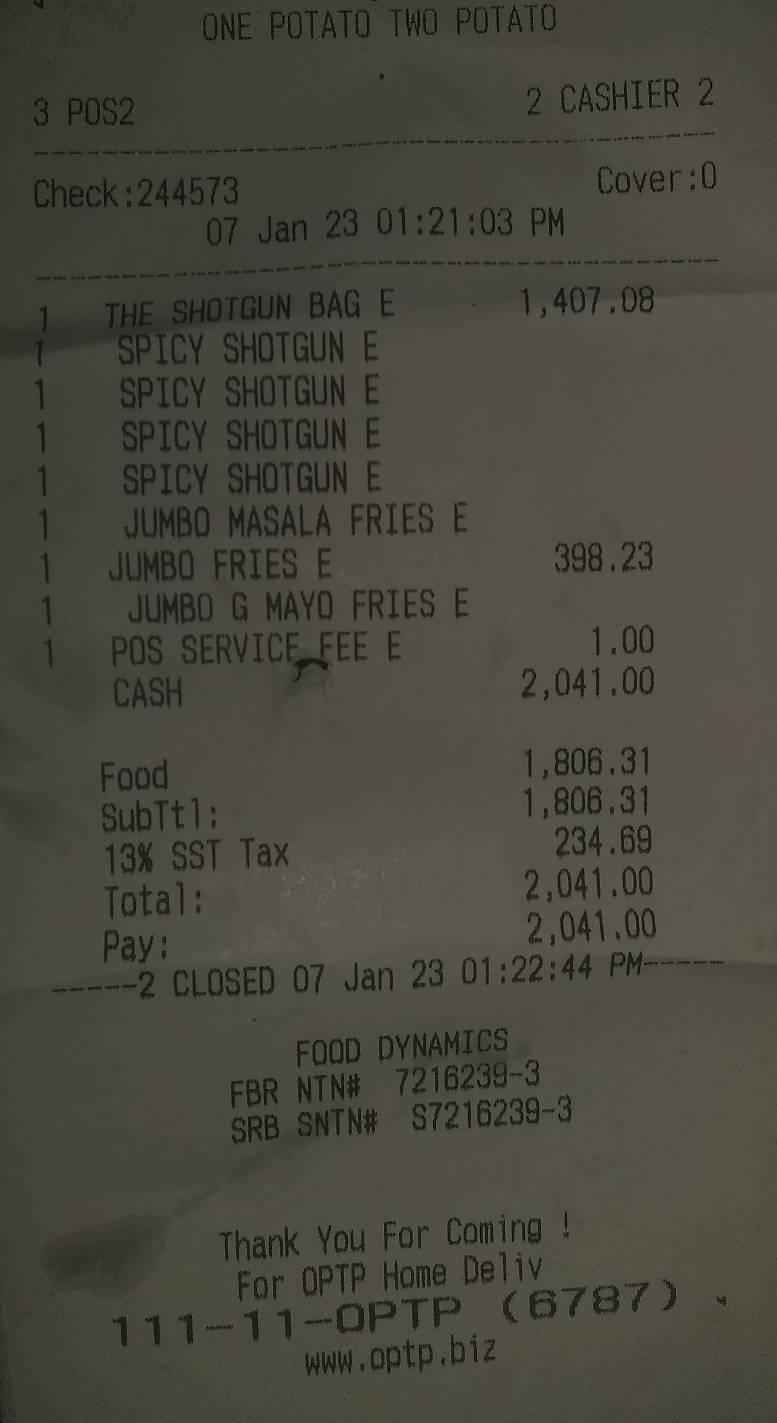 ONE POTATO TWO POTATO
3 POS2 2 CASHIER 2
Check:244573 Cover:0
07 Jan 23 01:21:03 PM
1 THE SHOTGUN BAG E 1,407.08
1 SPICY SHOTGUN E
1 SPICY SHOTGUN E
1 SPICY SHOTGUN E
1 SPICY SHOTGUN E
1 JUMBO MASALA FRIES E
1 JUMBO FRIES E 398.23
1 JUMBO G MAYO FRIES E
1 POS SERVICE FEE E 1.00
CASH 2,041.00
Food 1,806.31
SubTtl: 1,806.31
13% SST Tax 234.69
Total: 2,041.00
Pay: 2,041.00
-----2 CLOSED 07 Jan 23 01:22:44 PM-----
FOOD DYNAMICS
FBR NTN# 7216239-3
SRB SNTN# S7216239-3
Thank You For Coming !
For OPTP Home Deliv
111-11-OPTP (6787)
www.optp.biz